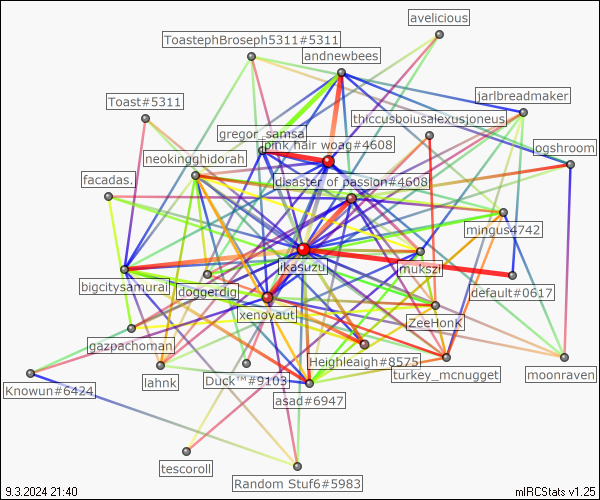 avelicious
ToastephBroseph5311#5311
andnewbees
jarlbreadmaker
Toast#5311
thiccusboiusalexusjoneus
gregor_samsa
pink hair woag#4608
ogshroom
neokingghidorah
facadas.
disaster of passion#4608
mingus4742
ikasuzu
mukszi
bigcitysamurai
doggerdig
default#0617
xenoyaut
ZeeHonk
gazpachoman
Heighleaigh#8575
turkey_mcnugget
moonraven
Knowun#6424
lahnk
Duck™#9103
asad#6947
tescoroll
Random Stuf6#5983
9.3.2024 21:40
mIRCStats v1.25